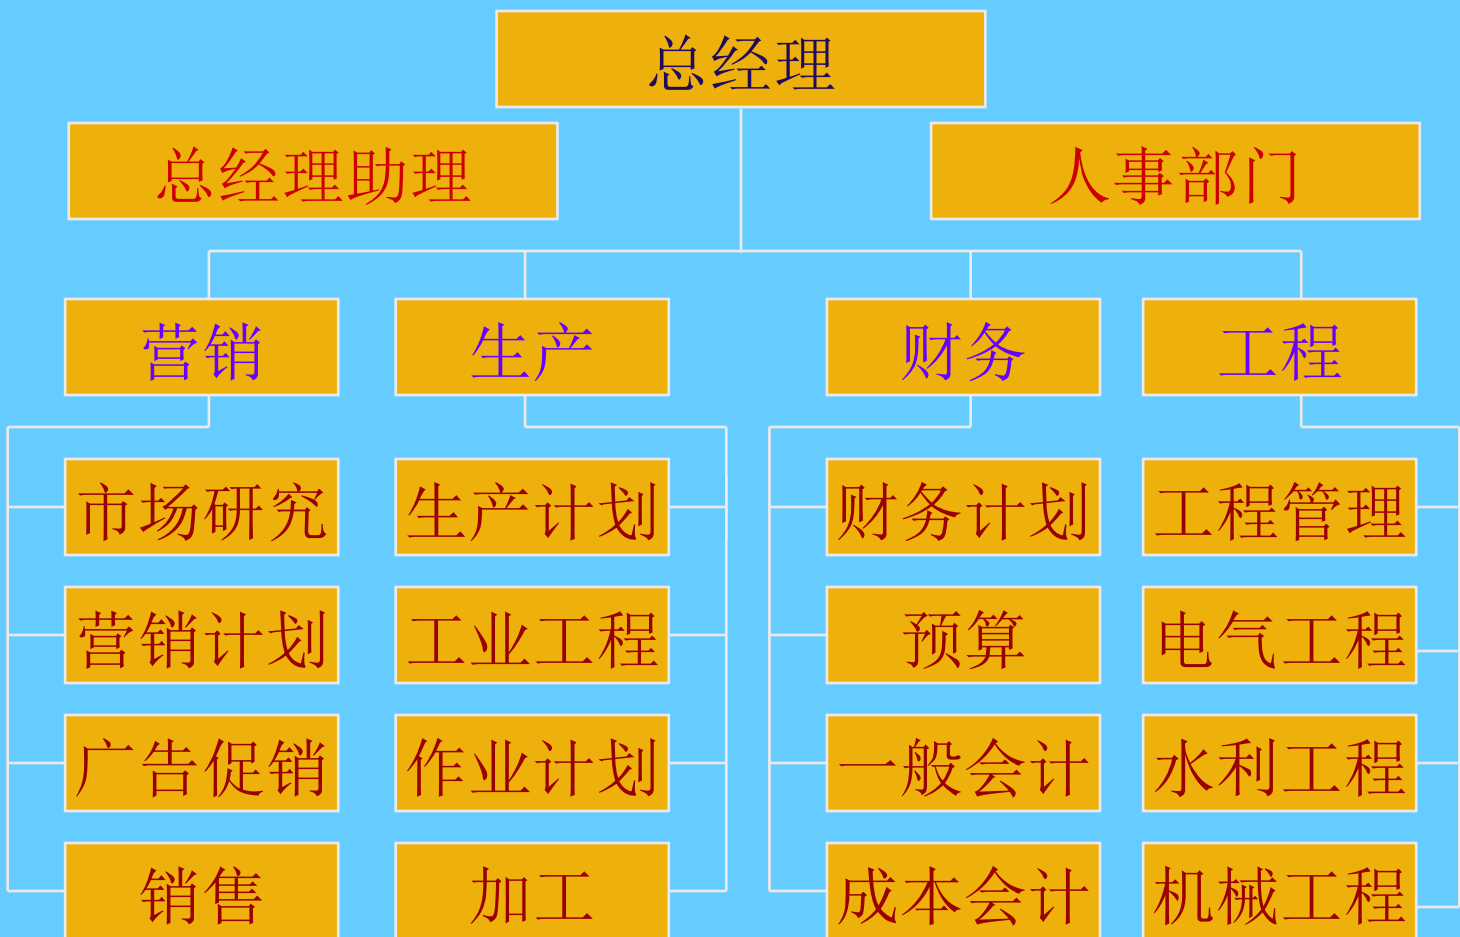 总经理
总经理助理
人事部门
营销
生产
财务
工程
市场研究
生产计划
财务计划
工程管理
营销计划
工业工程
预算
电气工程
广告促销
作业计划
一般会计
水利工程
销售
加工
成本会计
机械工程